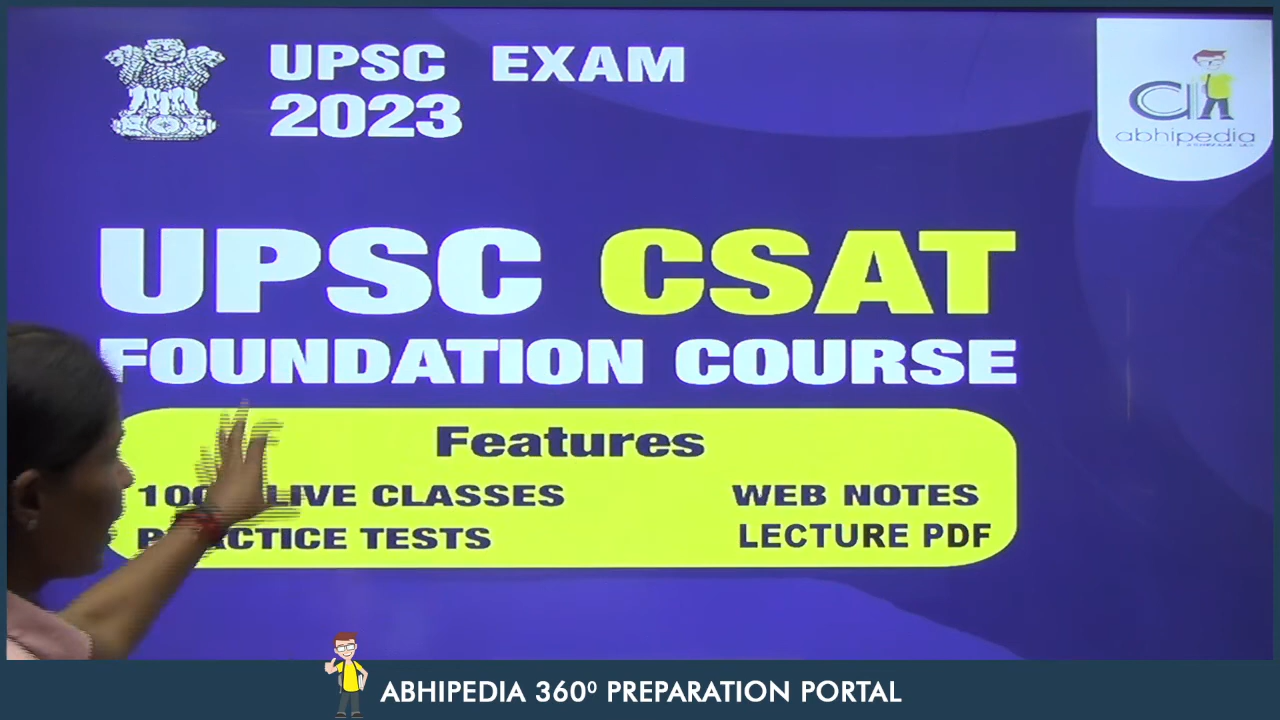 UPSC EXAM
2023
abhipedia
UPSC CSAT
FOUNDATION COURSE
Features
LIVE CLASSES
WEB NOTES
PRACTICE TESTS
LECTURE PDF
ABHIPEDIA 360⁰ PREPARATION PORTAL